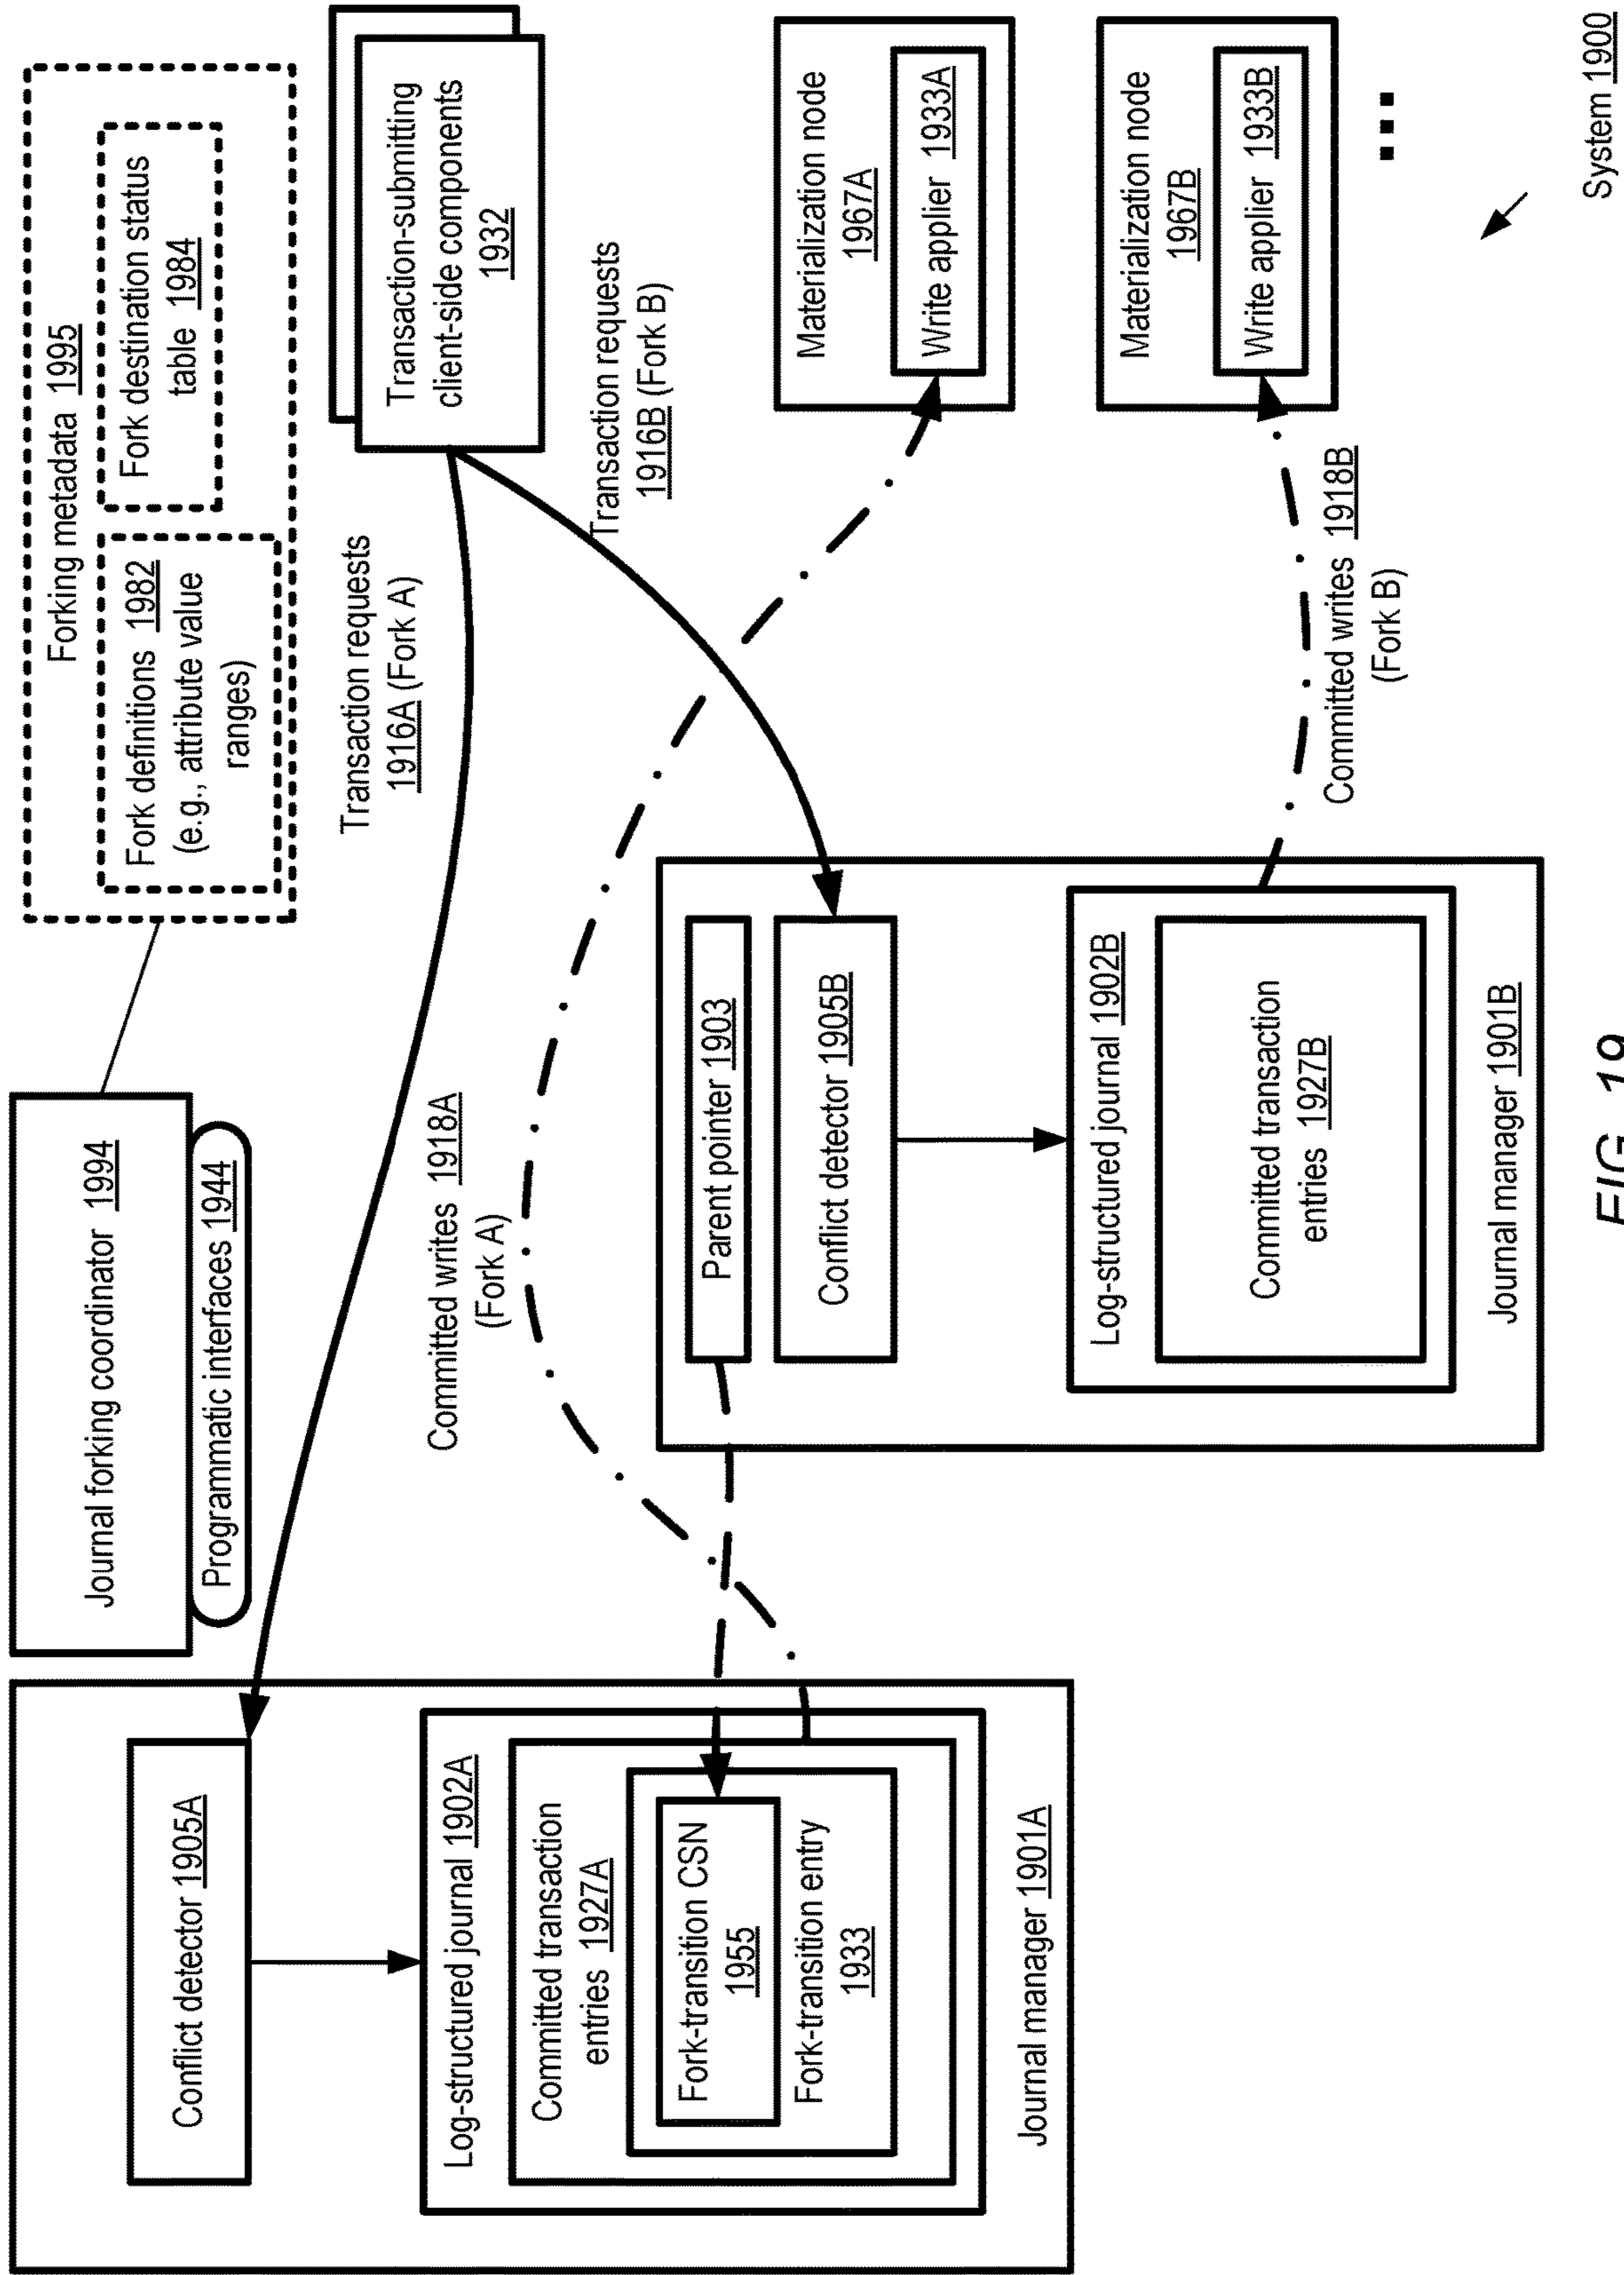 Journal forking coordinator 1994
Programmatic interfaces 1944
Forking metadata 1995
Fork definitions 1982
(e.g., attribute value
ranges)
Fork destination status
table 1984
Transaction-submitting
client-side components
1932
Transaction requests
1916A (Fork A)
Transaction requests
1916B (Fork B)
Conflict detector 1905A
Log-structured journal 1902A
Committed transaction
entries 1927A
Fork-transition CSN
1955
Fork-transition entry
1933
Journal manager 1901A
Committed writes 1918A
(Fork A)
Parent pointer 1903
Conflict detector 1905B
Log-structured journal 1902B
Committed transaction
entries 1927B
Journal manager 1901B
Committed writes 1918B
(Fork B)
Materialization node
1967A
Write applier 1933A
Materialization node
1967B
Write applier 1933B
System 1900
FIG. 19